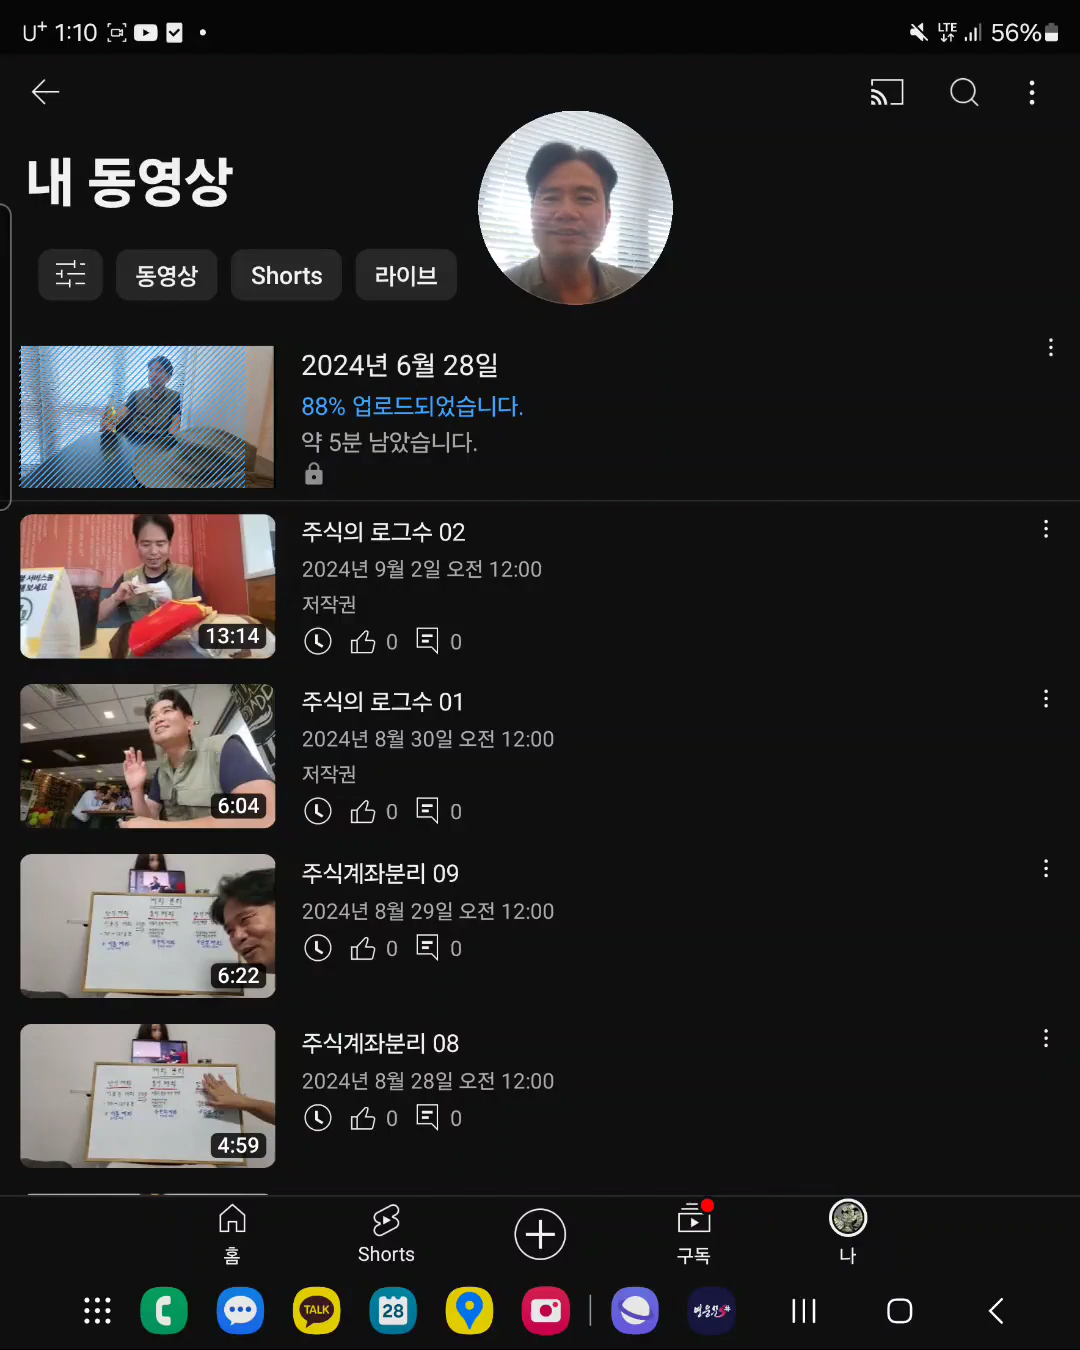 U⁺ 1:10
LTE 56%
내 동영상
동영상
Shorts
라이브
2024년 6월 28일
88% 업로드되었습니다.
약 5분 남았습니다.
주식의 로그수 02
2024년 9월 2일 오전 12:00
저작권
0 0
13:14
주식의 로그수 01
2024년 8월 30일 오전 12:00
저작권
0 0
6:04
주식계좌분리 09
2024년 8월 29일 오전 12:00
0 0
6:22
주식계좌분리 08
2024년 8월 28일 오전 12:00
0 0
4:59
홈
Shorts
구독
나
TALK
28